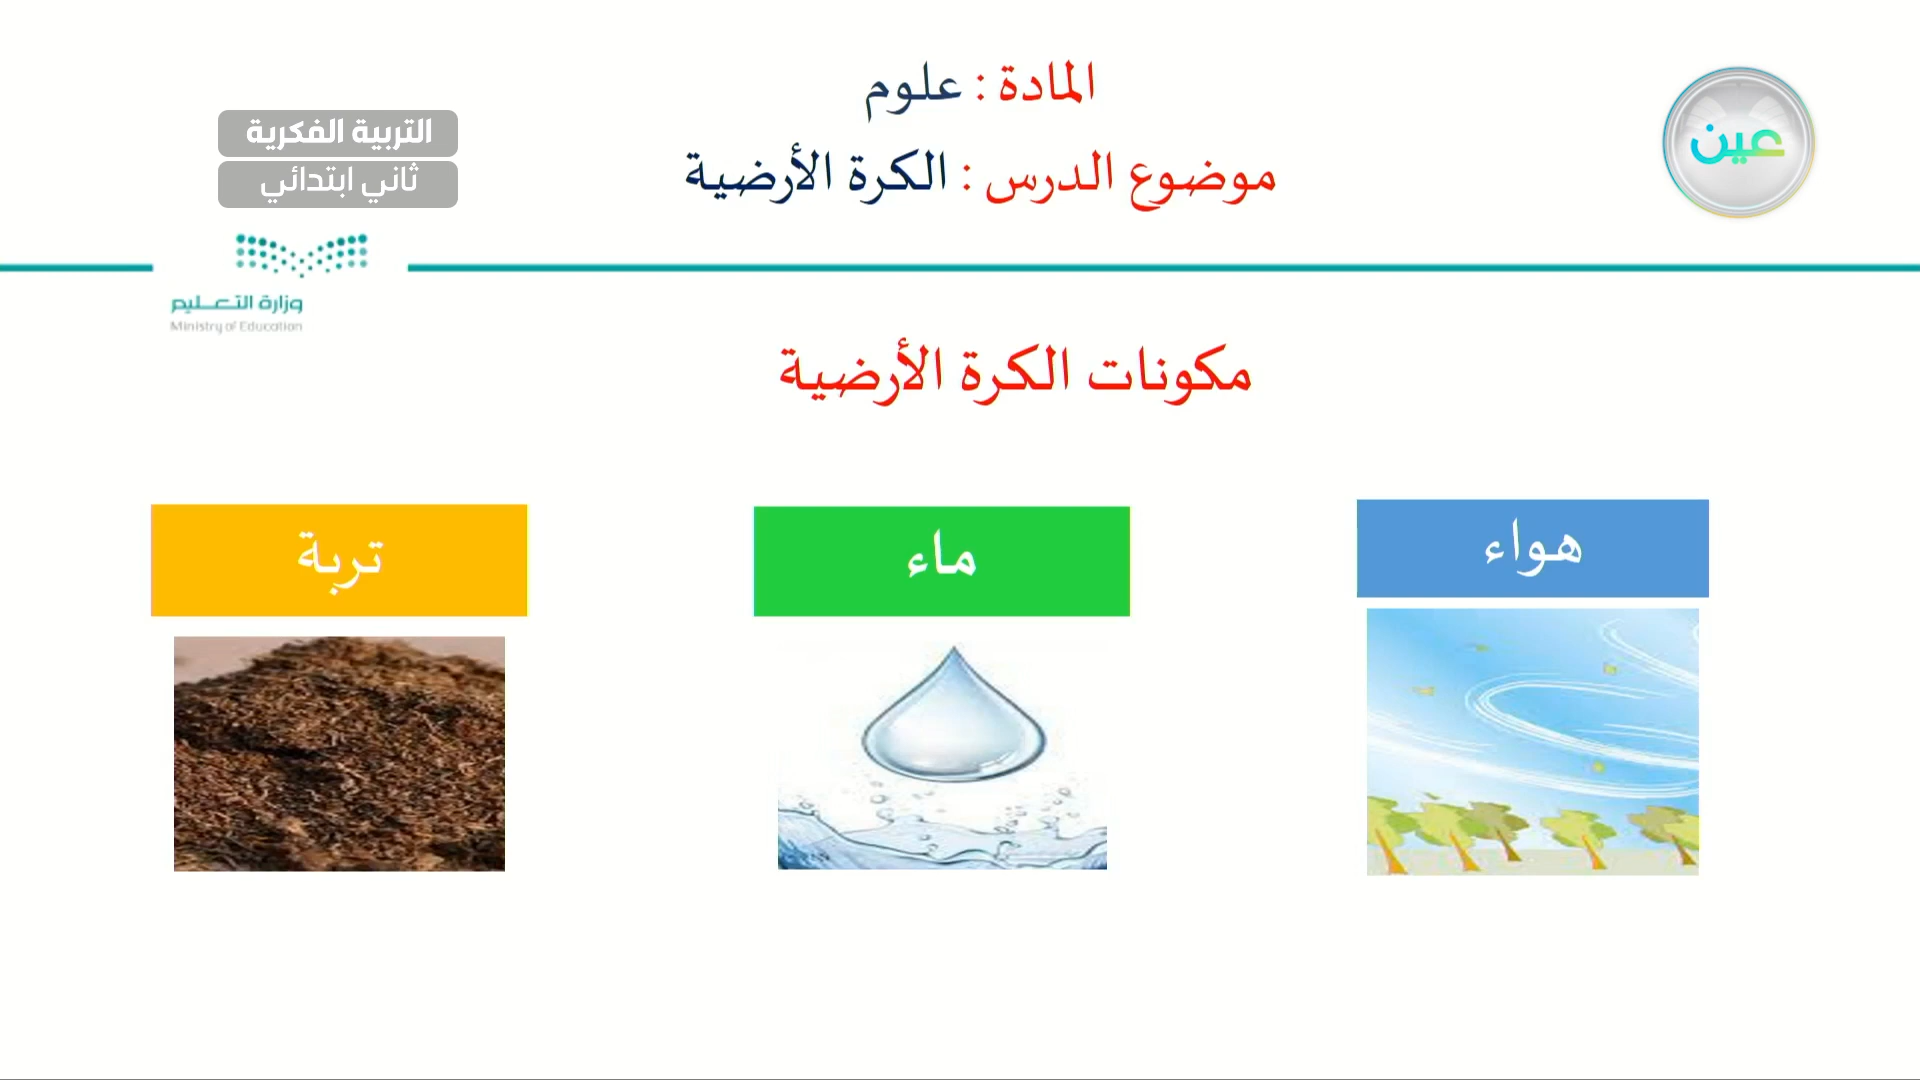 المادة : علوم
عين
التربية الفكرية
ثاني ابتدائي
موضوع الدرس : الكرة الأرضية
وزارة التعليم
Ministry of Education
مكونات الكرة الأرضية
هواء
ماء
تربة